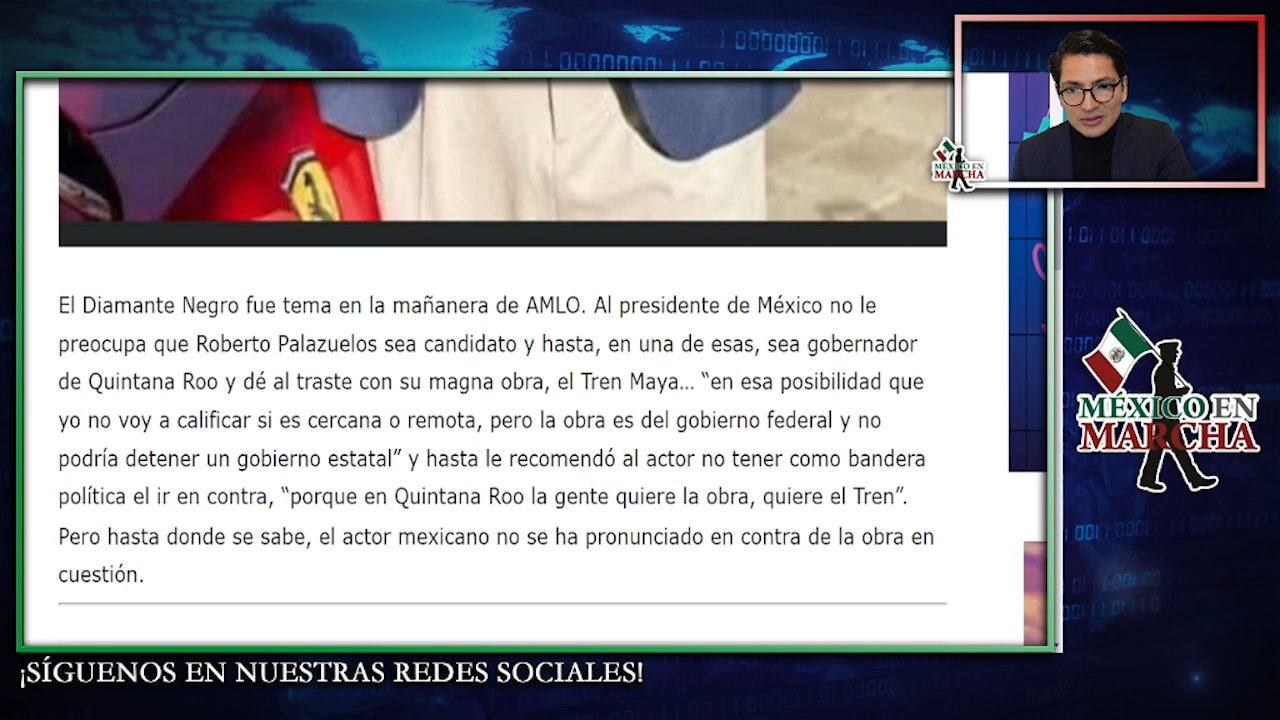 El Diamante Negro fue tema en la mañanera de AMLO. Al presidente de México no le
preocupa que Roberto Palazuelos sea candidato y hasta, en una de esas, sea gobernador
de Quintana Roo y dé al traste con su magna obra, el Tren Maya... “en esa posibilidad que
yo no voy a calificar si es cercana o remota, pero la obra es del gobierno federal y no
podría detener un gobierno estatal” y hasta le recomendó al actor no tener como bandera
política el ir en contra, “porque en Quintana Roo la gente quiere la obra, quiere el Tren”.
Pero hasta donde se sabe, el actor mexicano no se ha pronunciado en contra de la obra en
cuestión.
MÉXICO EN
MARCHA
MÉXICO EN
MARCHA
¡SÍGUENOS EN NUESTRAS REDES SOCIALES!